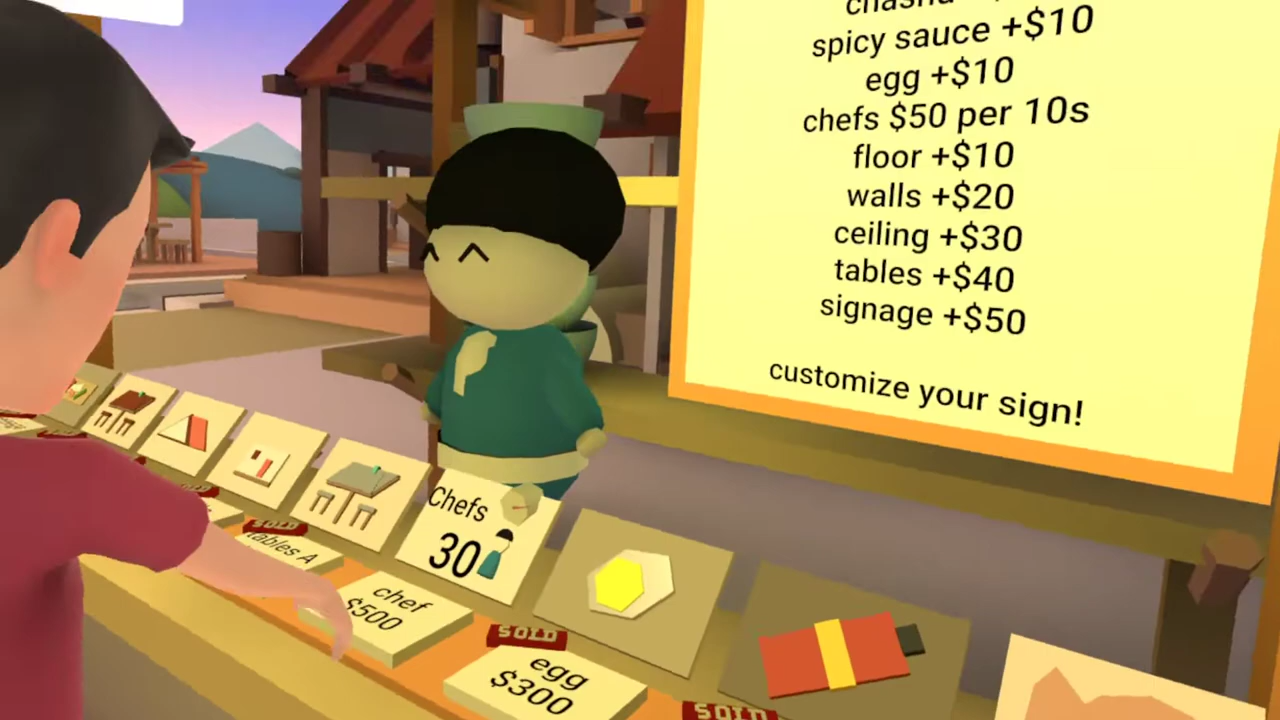 spicy sauce +$10
egg +$10
chefs $50 per 10s
floor +$10
walls +$20
ceiling +$30
tables +$40
signage +$50
customize your sign!
Chefs
30
SOLD
Tables A
chef
$500
SOLD
egg
$300
SOLD